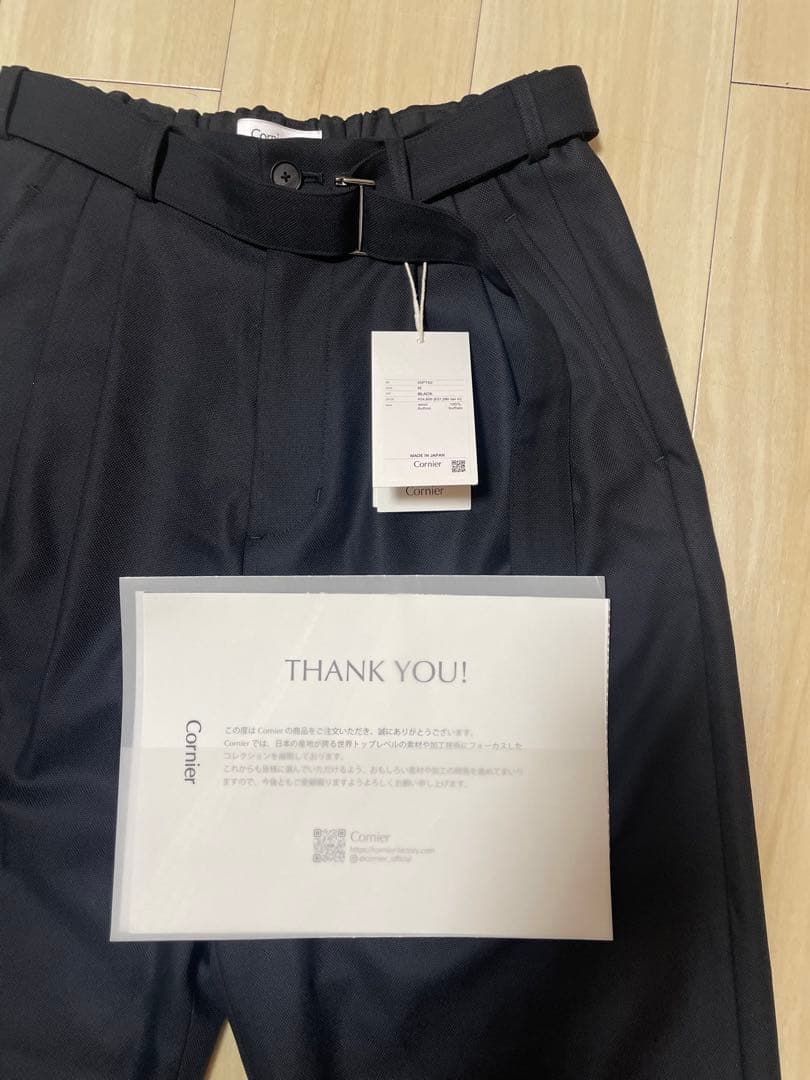 Cornier
BLACK
100%
MADE IN JAPAN
Cornier
Cornier
THANK YOU!
Cornier
この度は Cornier の商品をご注文いただき、誠にありがとうございます。
Cornier では、日本の産地が誇る世界トップレベルの素材や加工技術にフォーカスした
コレクションを展開しております。
これからも皆様に選んでいただけるよう、おもしろい素材や加工の開発を進めてまいり
ますので、今後ともご愛顧賜りますようよろしくお願い申し上げます。
Cornier
@cornier_official